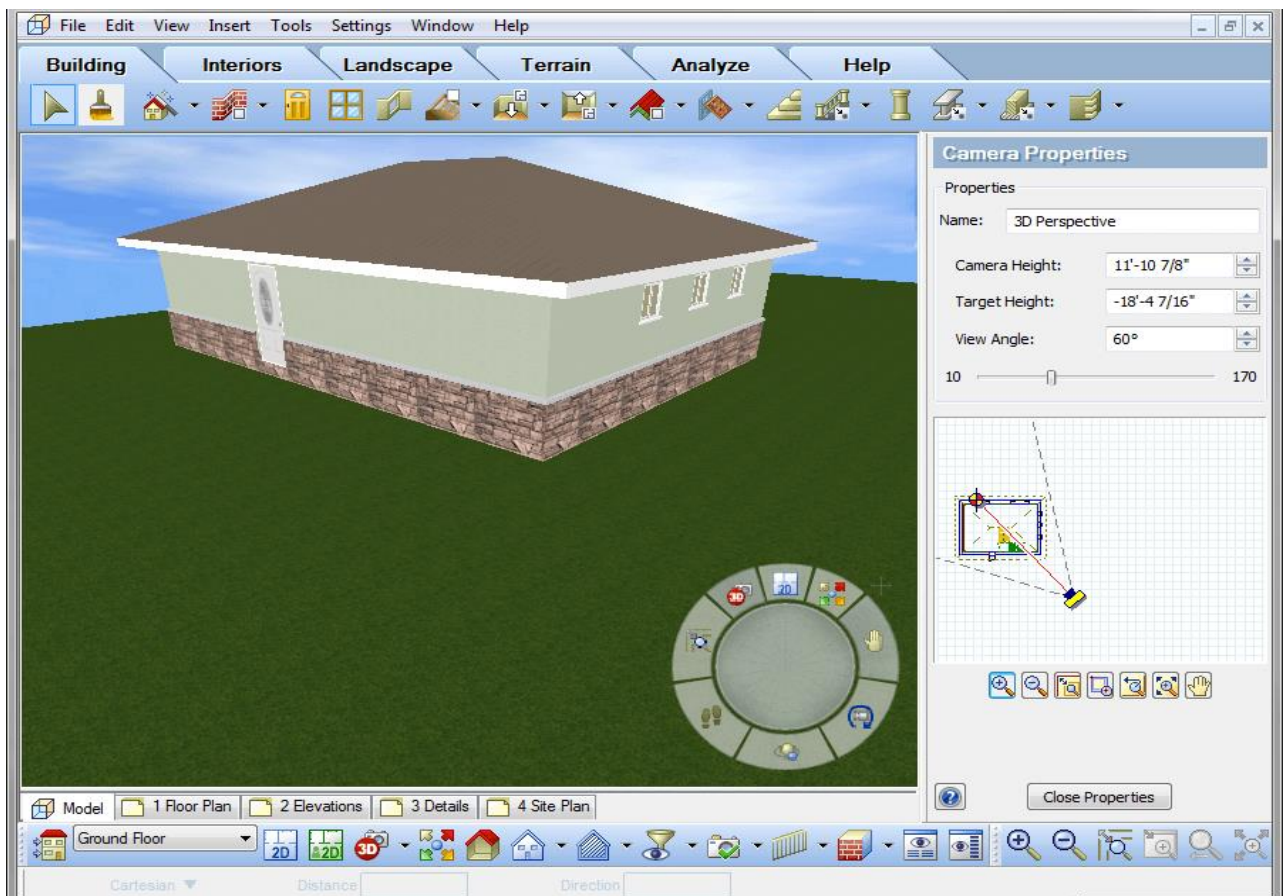 File Edit View Insert Tools Settings Window Help
Building Interiors Landscape Terrain Analyze Help
Camera Properties
Properties
Name: 3D Perspective
Camera Height: 11'-10 7/8"
Target Height: -18'-4 7/16"
View Angle: 60°
10 170
3D 2D
Close Properties
Model 1 Floor Plan 2 Elevations 3 Details 4 Site Plan
Ground Floor 2D 2D 3D
Cartesian Distance Direction